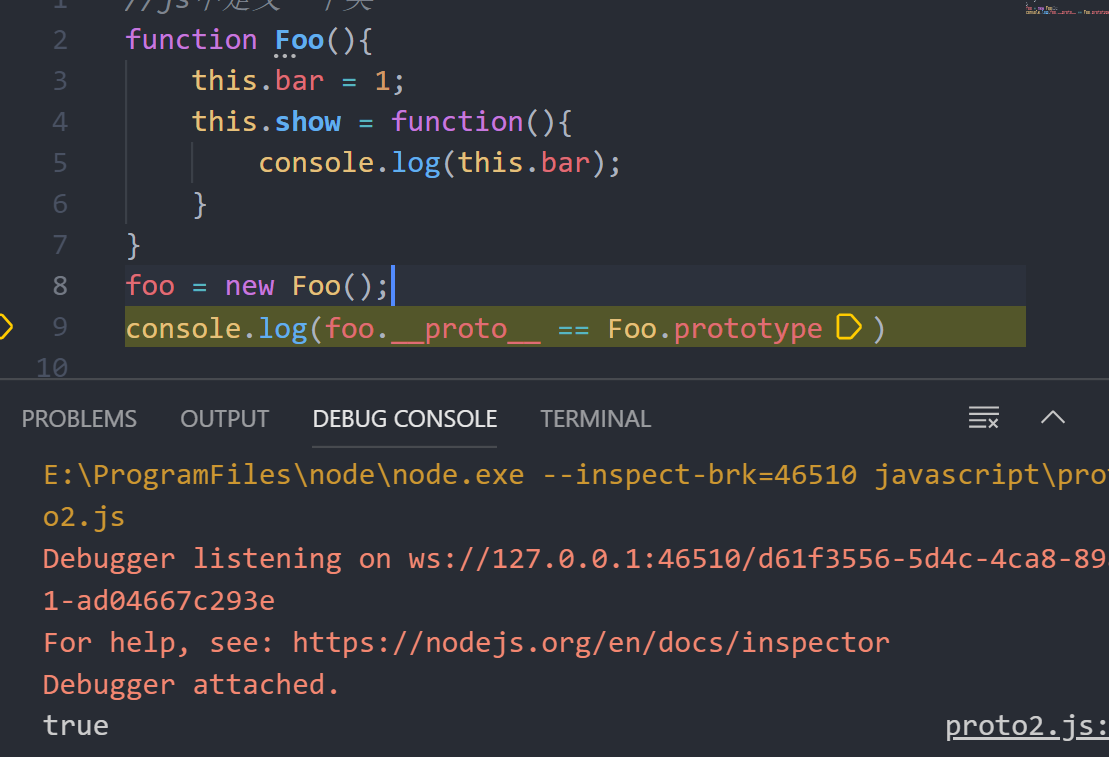 1 //js中定义一个类
2 function Foo(){
3 this.bar = 1;
4 this.show = function(){
5 console.log(this.bar);
6 }
7 }
8 foo = new Foo();
9 console.log(foo.__proto__ == Foo.prototype )
10
PROBLEMS OUTPUT DEBUG CONSOLE TERMINAL
E:\ProgramFiles\node\node.exe --inspect-brk=46510 javascript\prot
o2.js
Debugger listening on ws://127.0.0.1:46510/d61f3556-5d4c-4ca8-89
1-ad04667c293e
For help, see: https://nodejs.org/en/docs/inspector
Debugger attached.
true proto2.js: